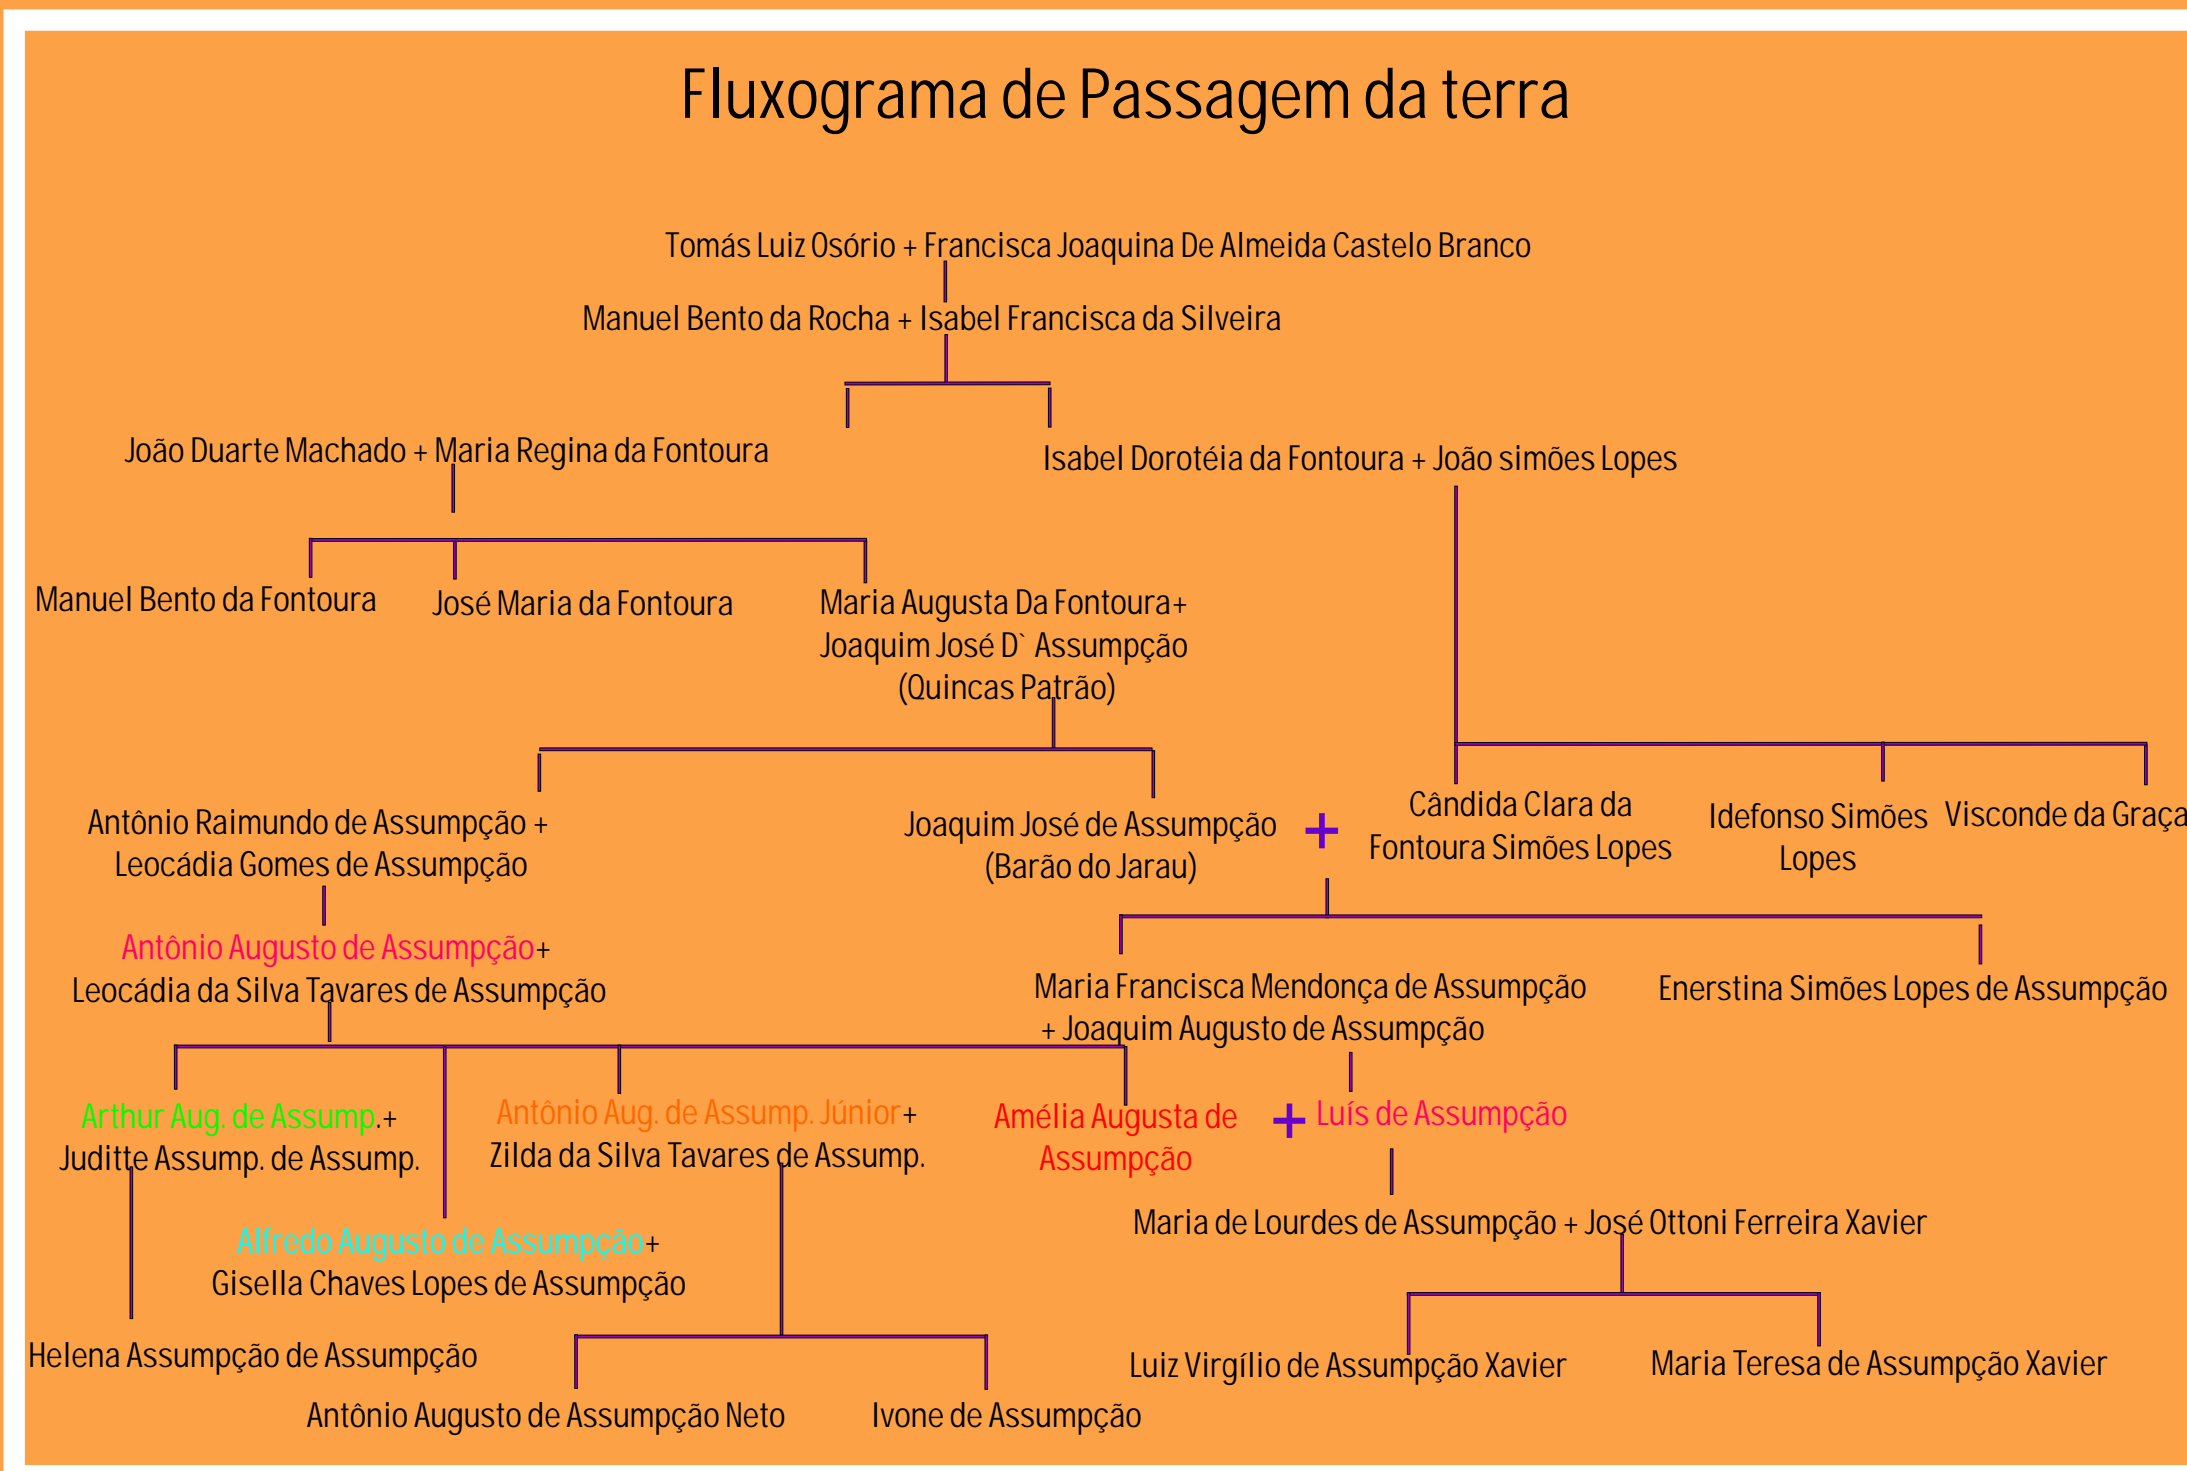 Fluxograma de Passagem da terra
Tomás Luiz Osório + Francisca Joaquina De Almeida Castelo Branco
Manuel Bento da Rocha + Isabel Francisca da Silveira
João Duarte Machado + Maria Regina da Fontoura
Isabel Dorotéia da Fontoura + João simões Lopes
Manuel Bento da Fontoura
José Maria da Fontoura
Maria Augusta Da Fontoura+
Joaquim José D` Assumpção
(Quincas Patrão)
Antônio Raimundo de Assumpção +
Leocádia Gomes de Assumpção
Joaquim José de Assumpção
(Barão do Jarau)
+
Cândida Clara da
Fontoura Simões Lopes
Idefonso Simões
Lopes
Visconde da Graça
Antônio Augusto de Assumpção+
Leocádia da Silva Tavares de Assumpção
Maria Francisca Mendonça de Assumpção
+ Joaquim Augusto de Assumpção
Enerstina Simões Lopes de Assumpção
Arthur Aug. de Assump.+
Juditte Assump. de Assump.
Antônio Aug. de Assump. Júnior+
Zilda da Silva Tavares de Assump.
Amélia Augusta de
Assumpção
+
Luís de Assumpção
Alfredo Augusto de Assumpção+
Gisella Chaves Lopes de Assumpção
Maria de Lourdes de Assumpção + José Ottoni Ferreira Xavier
Helena Assumpção de Assumpção
Luiz Virgílio de Assumpção Xavier
Maria Teresa de Assumpção Xavier
Antônio Augusto de Assumpção Neto
Ivone de Assumpção